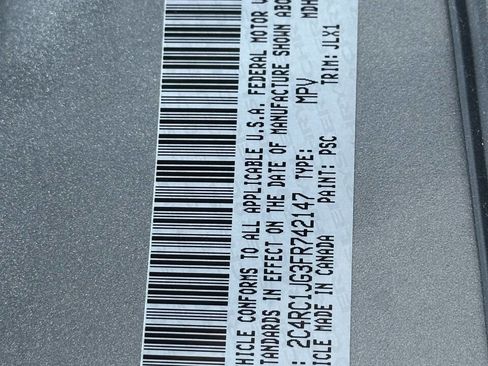 MDH
HICLE CONFORMS TO ALL APPLICABLE U.S.A. FEDERAL MOTOR
TANDARDS IN EFFECT ON THE DATE OF MANUFACTURE SHOWN ABO
: 2C4RC1JG3FR742147 TYPE: MPV
ICLE MADE IN CANADA PAINT: PSC TRIM: JLX1